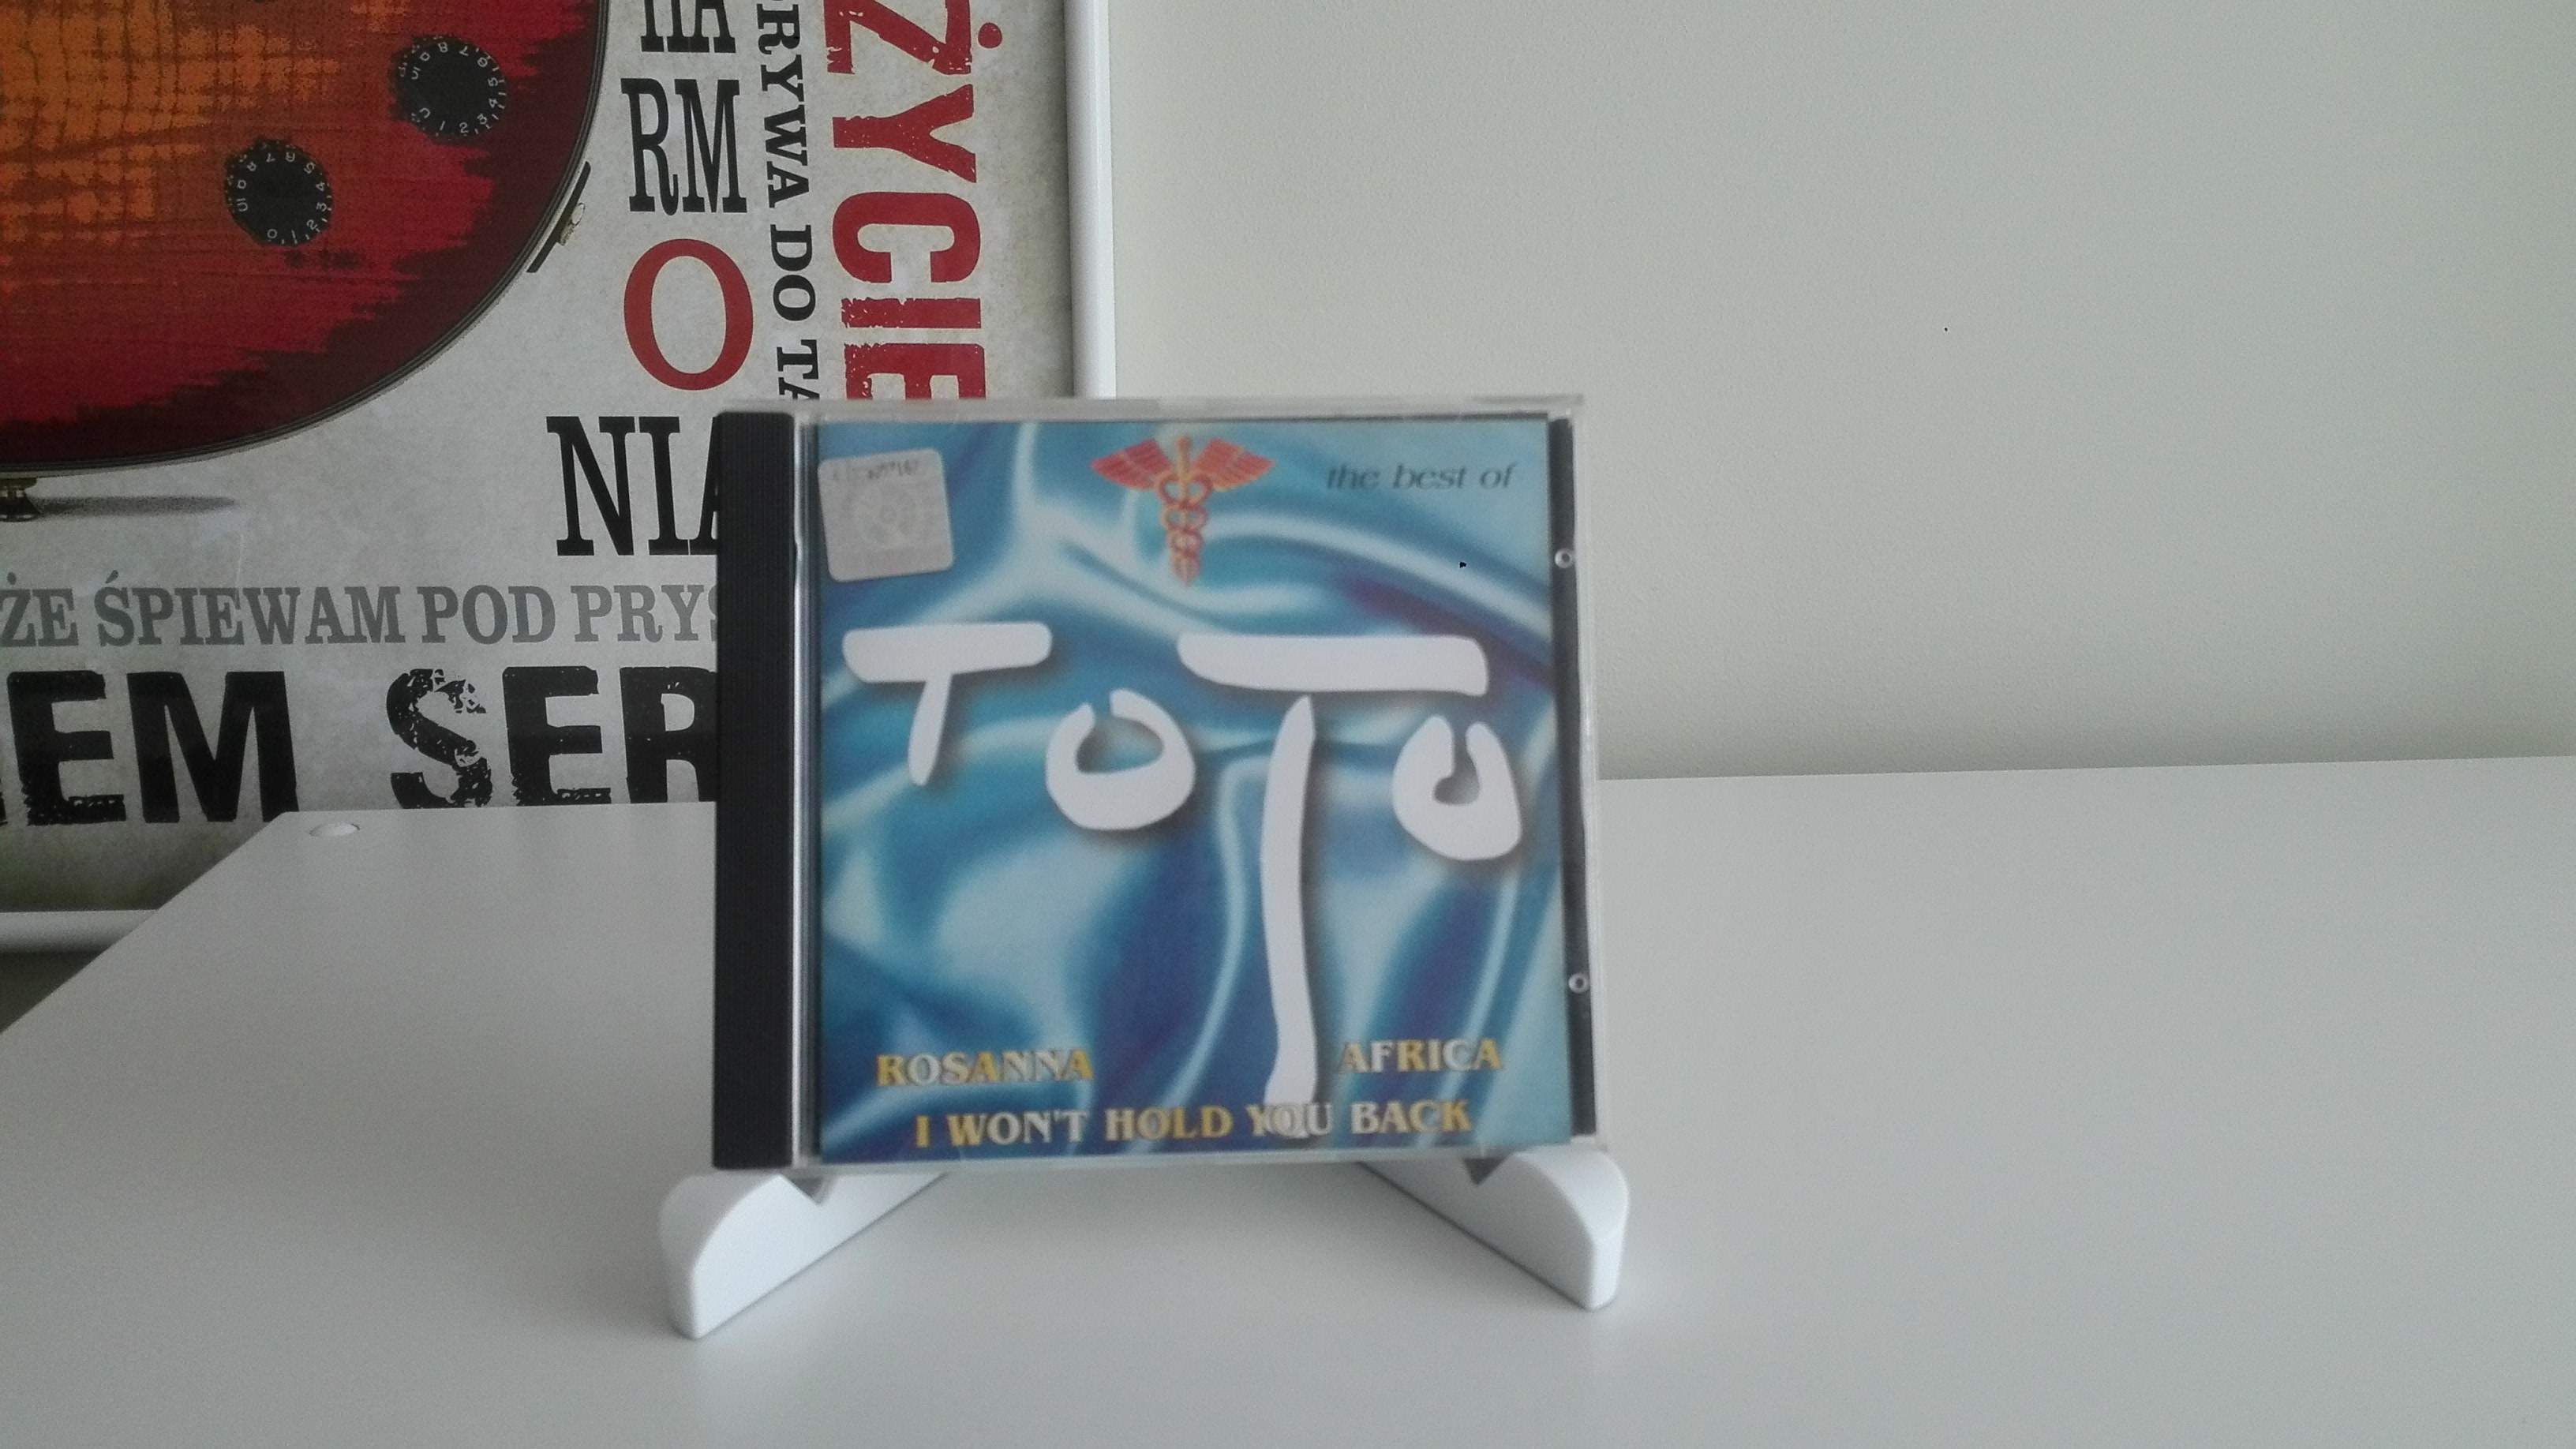 RM
O
NIA
RYWA DO TA
ŻYCIE
ŻE ŚPIEWAM POD PRYS
EM SER
the best of
TOTO
ROSANNA
AFRICA
I WON'T HOLD YOU BACK